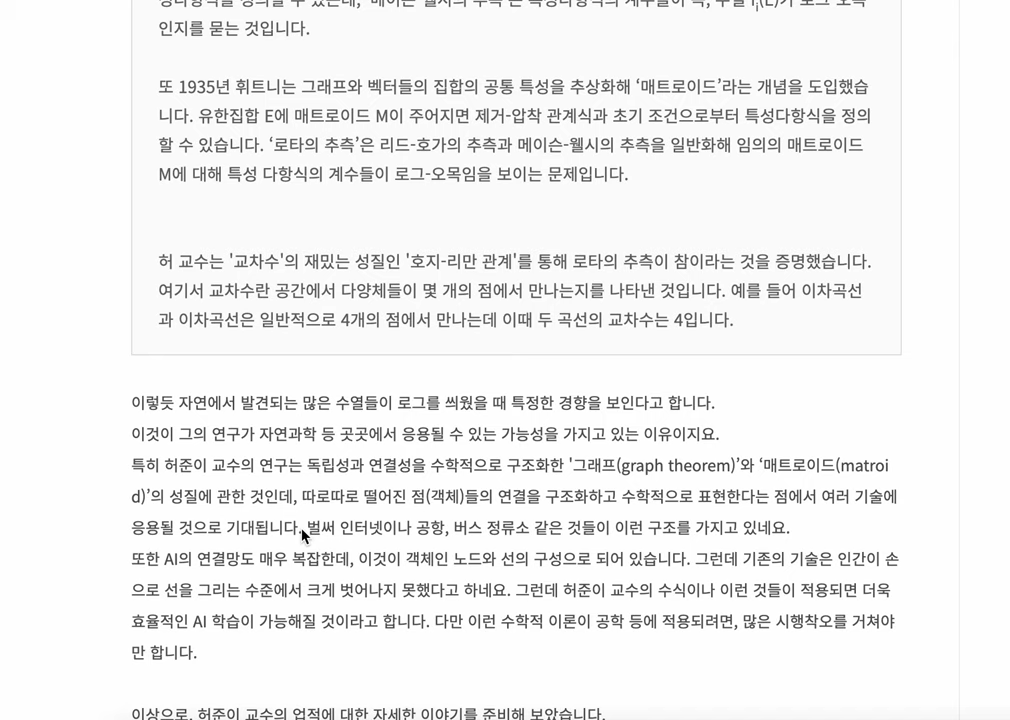 인지를 묻는 것입니다.
또 1935년 휘트니는 그래프와 벡터들의 집합의 공통 특성을 추상화해 ‘매트로이드’라는 개념을 도입했습
니다. 유한집합 E에 매트로이드 M이 주어지면 제거-압착 관계식과 초기 조건으로부터 특성다항식을 정의
할 수 있습니다. ‘로타의 추측’은 리드-호가의 추측과 메이슨-웰시의 추측을 일반화해 임의의 매트로이드
M에 대해 특성 다항식의 계수들이 로그-오목임을 보이는 문제입니다.
허 교수는 '교차수'의 재밌는 성질인 '호지-리만 관계'를 통해 로타의 추측이 참이라는 것을 증명했습니다.
여기서 교차수란 공간에서 다양체들이 몇 개의 점에서 만나는지를 나타낸 것입니다. 예를 들어 이차곡선
과 이차곡선은 일반적으로 4개의 점에서 만나는데 이때 두 곡선의 교차수는 4입니다.
이렇듯 자연에서 발견되는 많은 수열들이 로그를 씌웠을 때 특정한 경향을 보인다고 합니다.
이것이 그의 연구가 자연과학 등 곳곳에서 응용될 수 있는 가능성을 가지고 있는 이유이지요.
특히 허준이 교수의 연구는 독립성과 연결성을 수학적으로 구조화한 '그래프(graph theorem)’와 ‘매트로이드(matroi
d)’의 성질에 관한 것인데, 따로따로 떨어진 점(객체)들의 연결을 구조화하고 수학적으로 표현한다는 점에서 여러 기술에
응용될 것으로 기대됩니다. 벌써 인터넷이나 공항, 버스 정류소 같은 것들이 이런 구조를 가지고 있네요.
또한 AI의 연결망도 매우 복잡한데, 이것이 객체인 노드와 선의 구성으로 되어 있습니다. 그런데 기존의 기술은 인간이 손
으로 선을 그리는 수준에서 크게 벗어나지 못했다고 하네요. 그런데 허준이 교수의 수식이나 이런 것들이 적용되면 더욱
효율적인 AI 학습이 가능해질 것이라고 합니다. 다만 이런 수학적 이론이 공학 등에 적용되려면, 많은 시행착오를 거쳐야
만 합니다.
이상으로, 허준이 교수의 업적에 대한 자세한 이야기를 준비해 보았습니다.